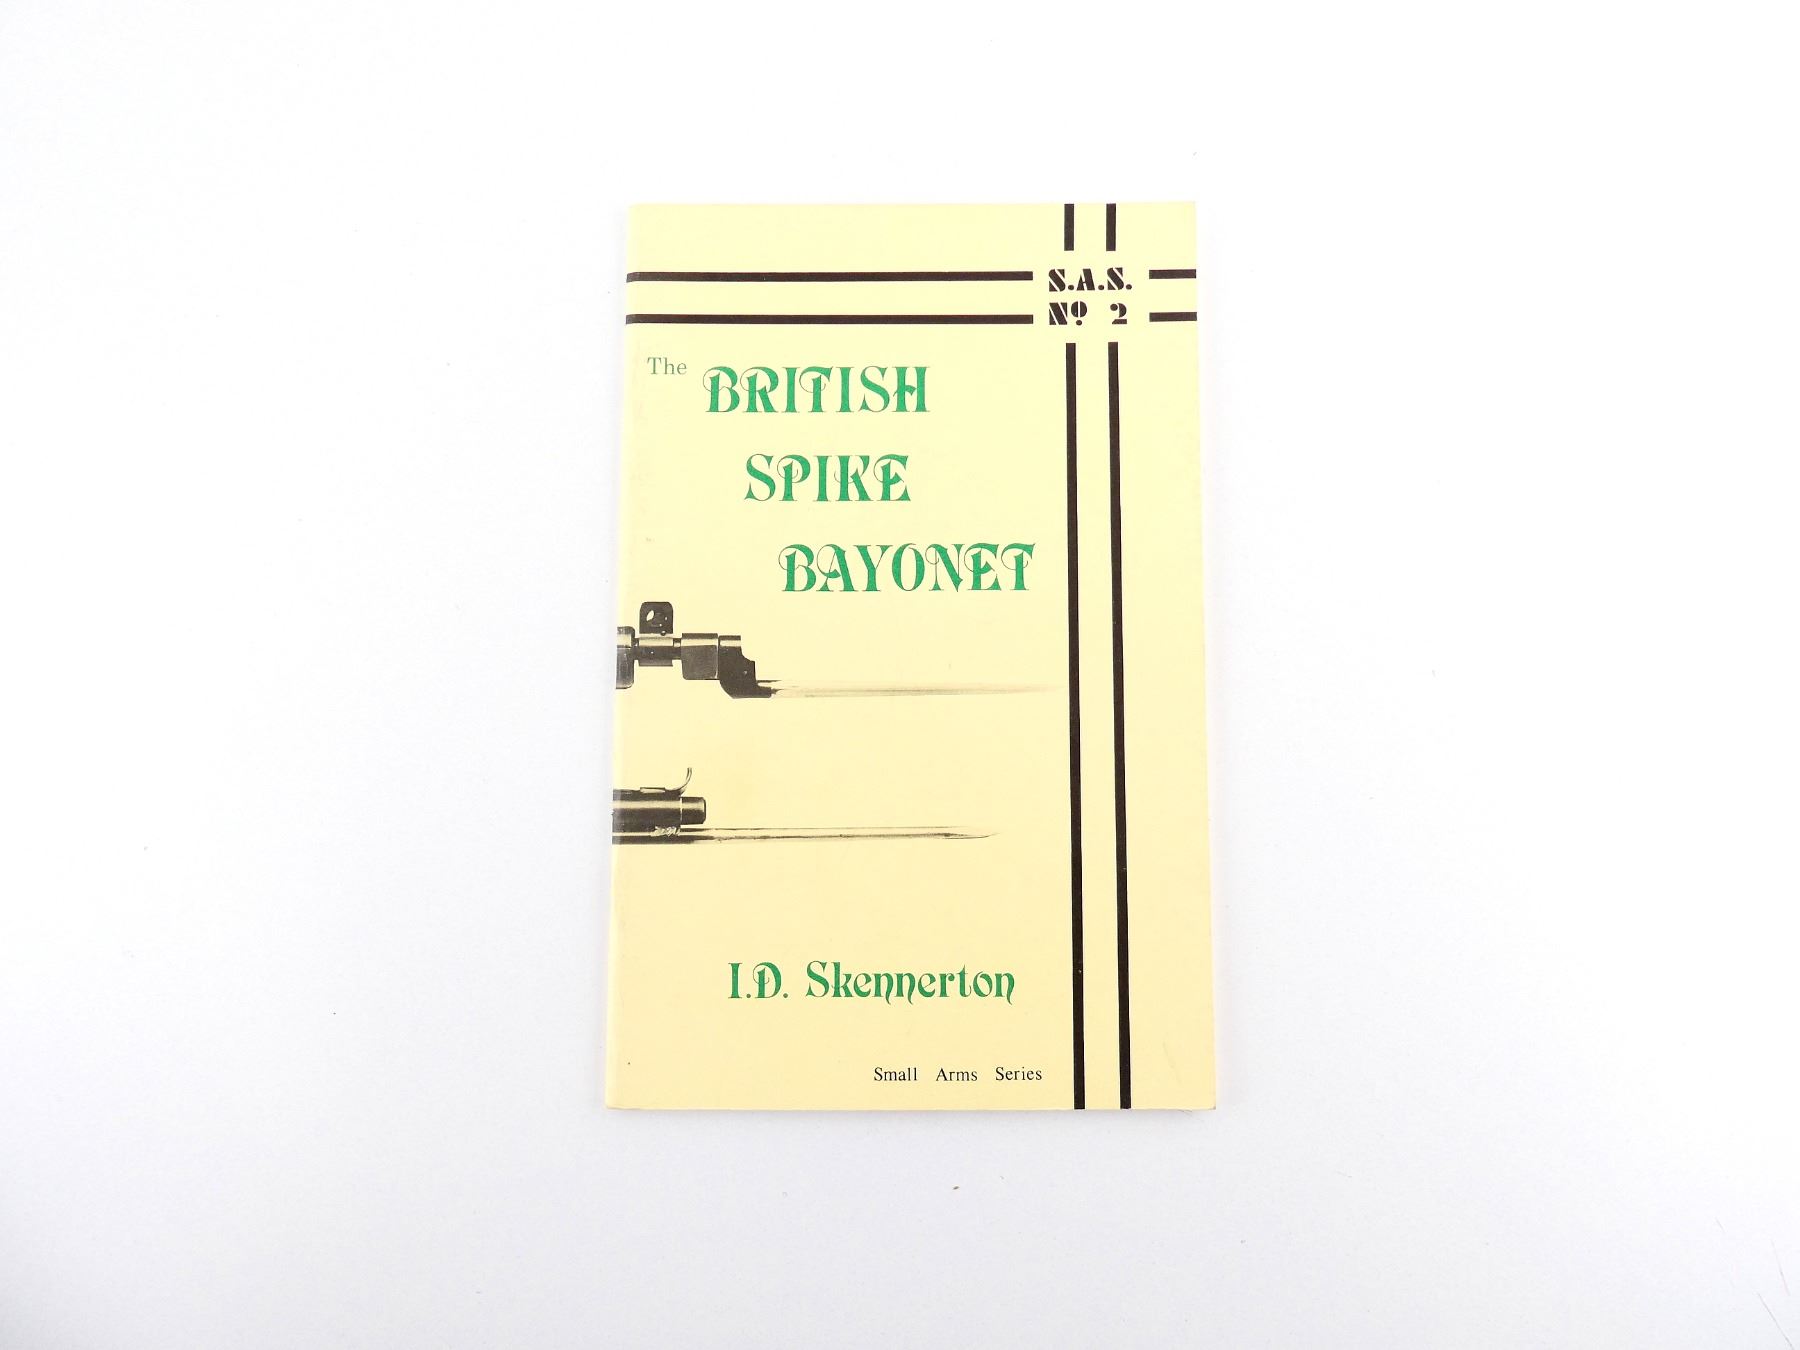 S.A.S.
Nº 2
The BRITISH
SPIKE
BAYONET
I.D. Skennerton
Small Arms Series